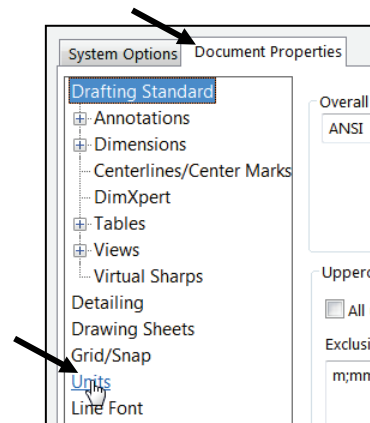 System Options Document Properties
Drafting Standard
Annotations
Dimensions
Centerlines/Center Marks
DimXpert
Tables
Views
Virtual Sharps
Detailing
Drawing Sheets
Grid/Snap
Units
Line Font
Overall
ANSI
Upperc
All
Exclusi
m;mm